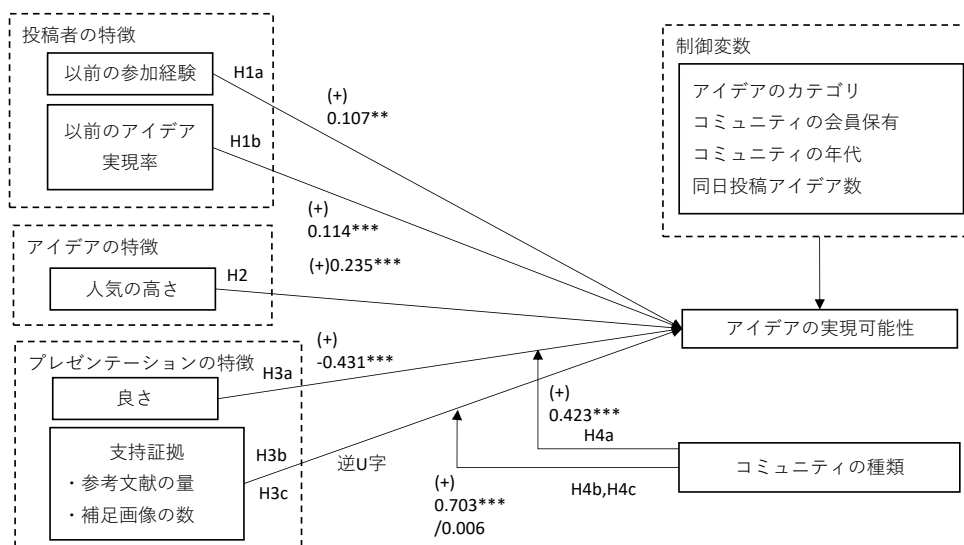 投稿者の特徴
以前の参加経験
以前のアイデア
実現率
H1a
H1b
(+)
0.107**
(+)
0.114***
アイデアの特徴
人気の高さ
H2
(+)0.235***
プレゼンテーションの特徴
良さ
H3a
(+)
-0.431***
支持証拠
・参考文献の量
・補足画像の数
H3b
H3c
逆U字
(+)
0.703***
/0.006
(+)
0.423***
H4a
H4b,H4c
制御変数
アイデアのカテゴリ
コミュニティの会員保有
コミュニティの年代
同日投稿アイデア数
アイデアの実現可能性
コミュニティの種類